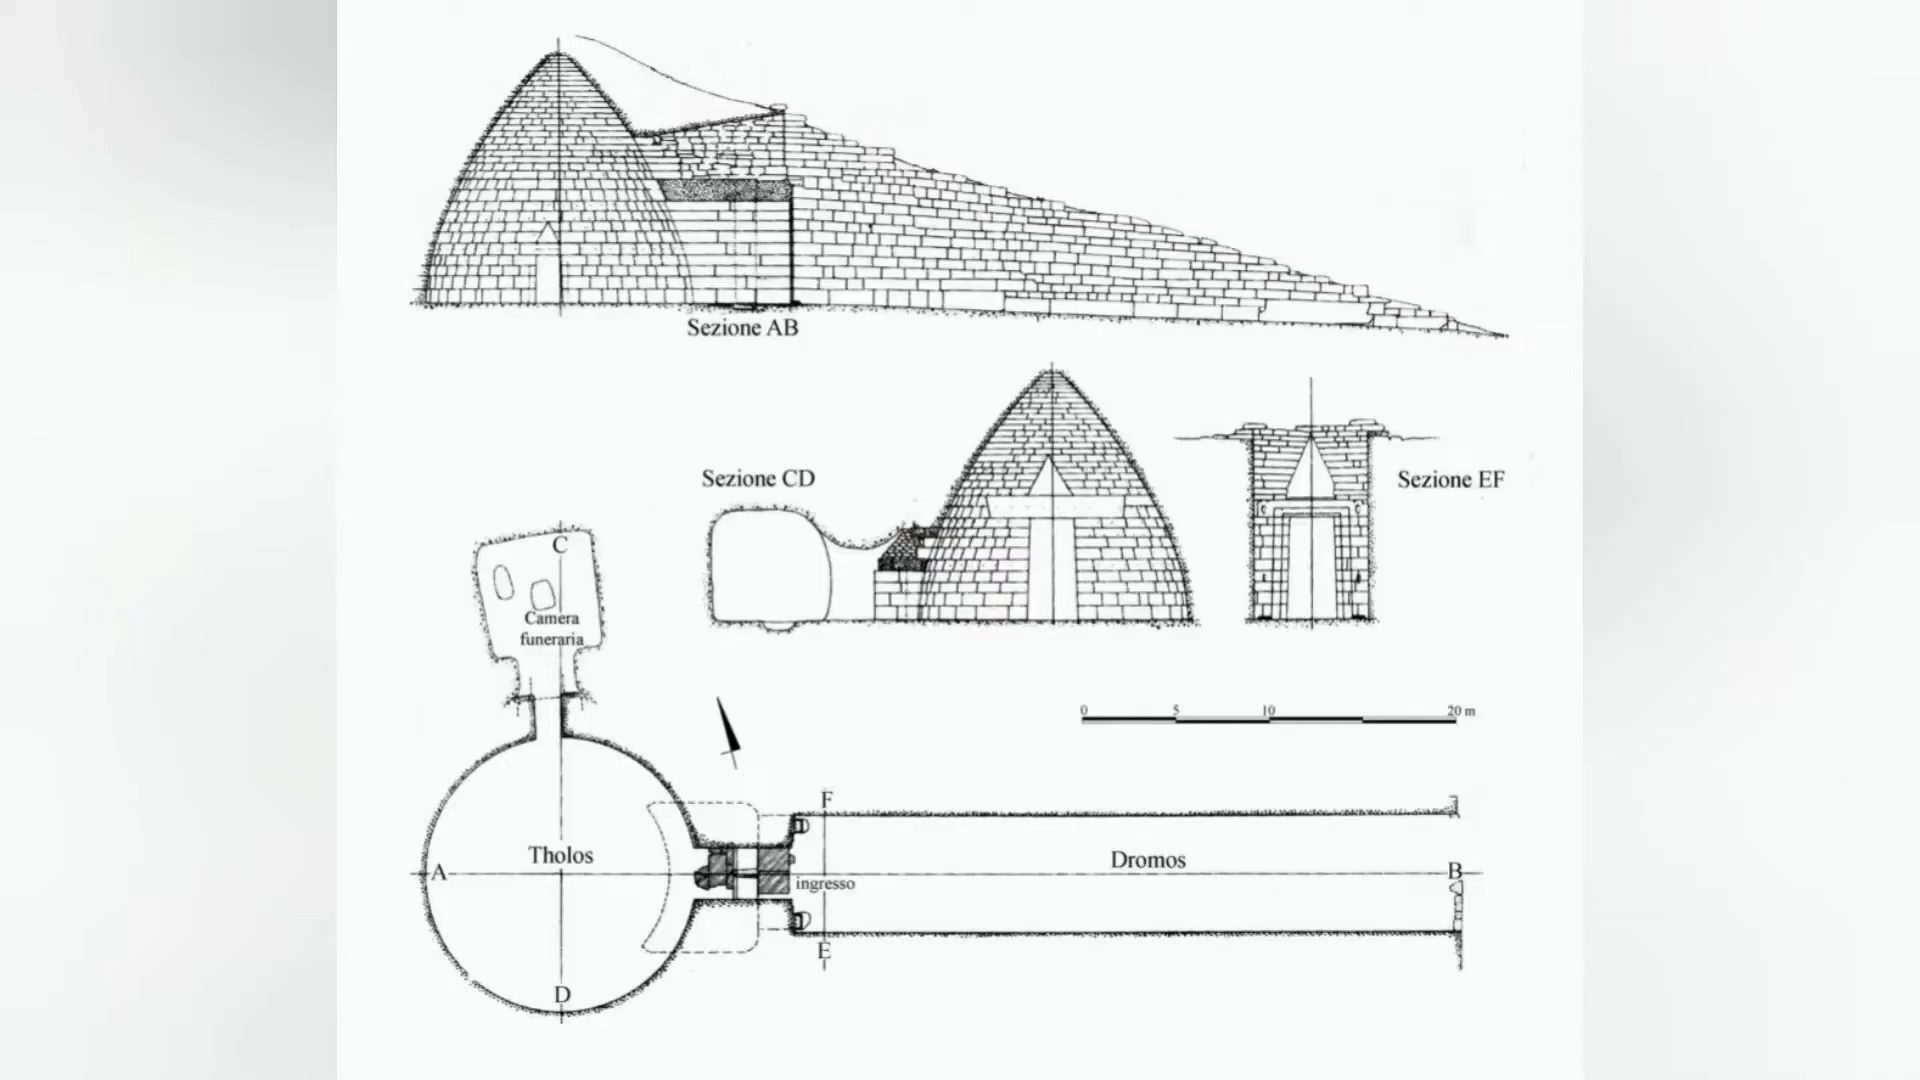 Sezione AB
Sezione CD
Sezione EF
C
Camera
funeraria
0 5 10 20 m
F
Tholos
Dromos
A
B
ingresso
E
D